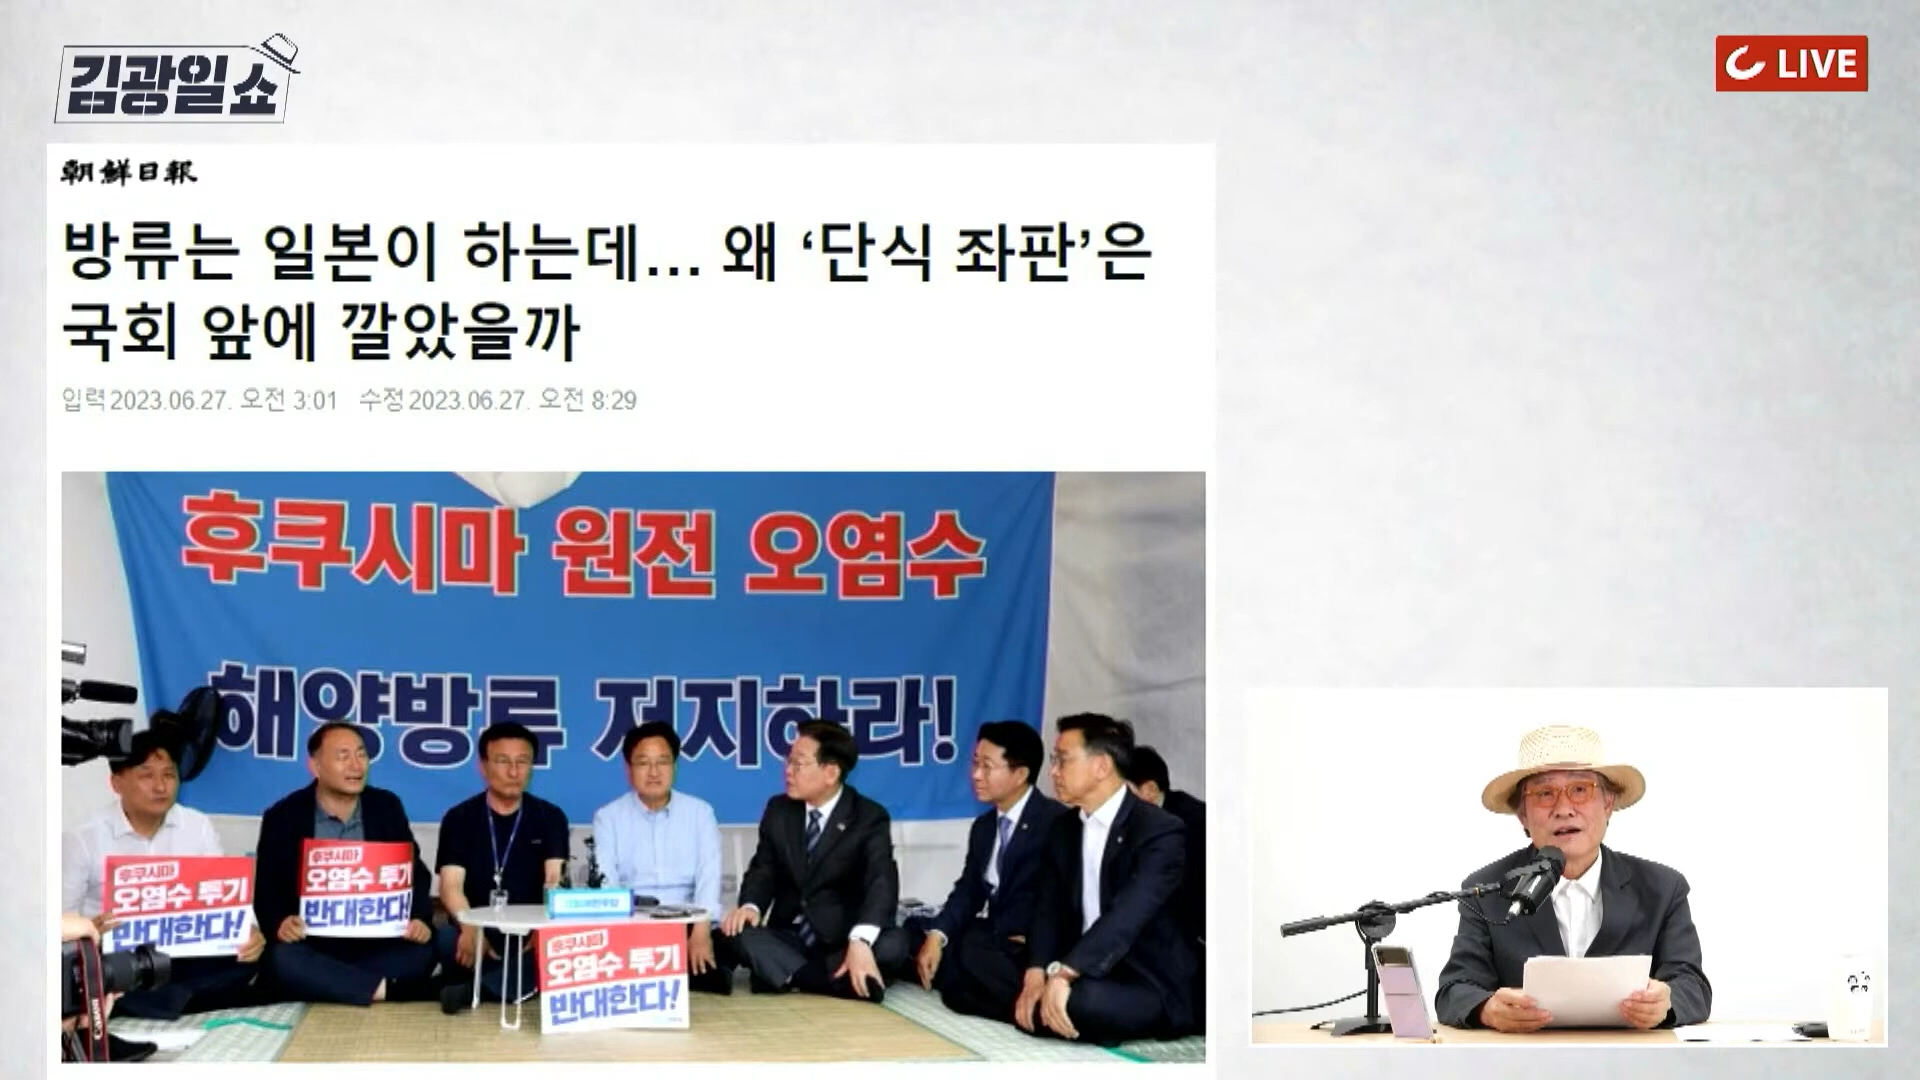 김광일쇼
LIVE
朝鮮日報
방류는 일본이 하는데... 왜 ‘단식 좌판’은
국회 앞에 깔았을까
입력 2023.06.27. 오전 3:01 수정 2023.06.27. 오전 8:29
후쿠시마 원전 오염수
해양방류 저지하라!
후쿠시마
오염수 투기
반대한다!
후쿠시마
오염수 투기
반대한다!
후쿠시마
오염수 투기
반대한다!
Canon